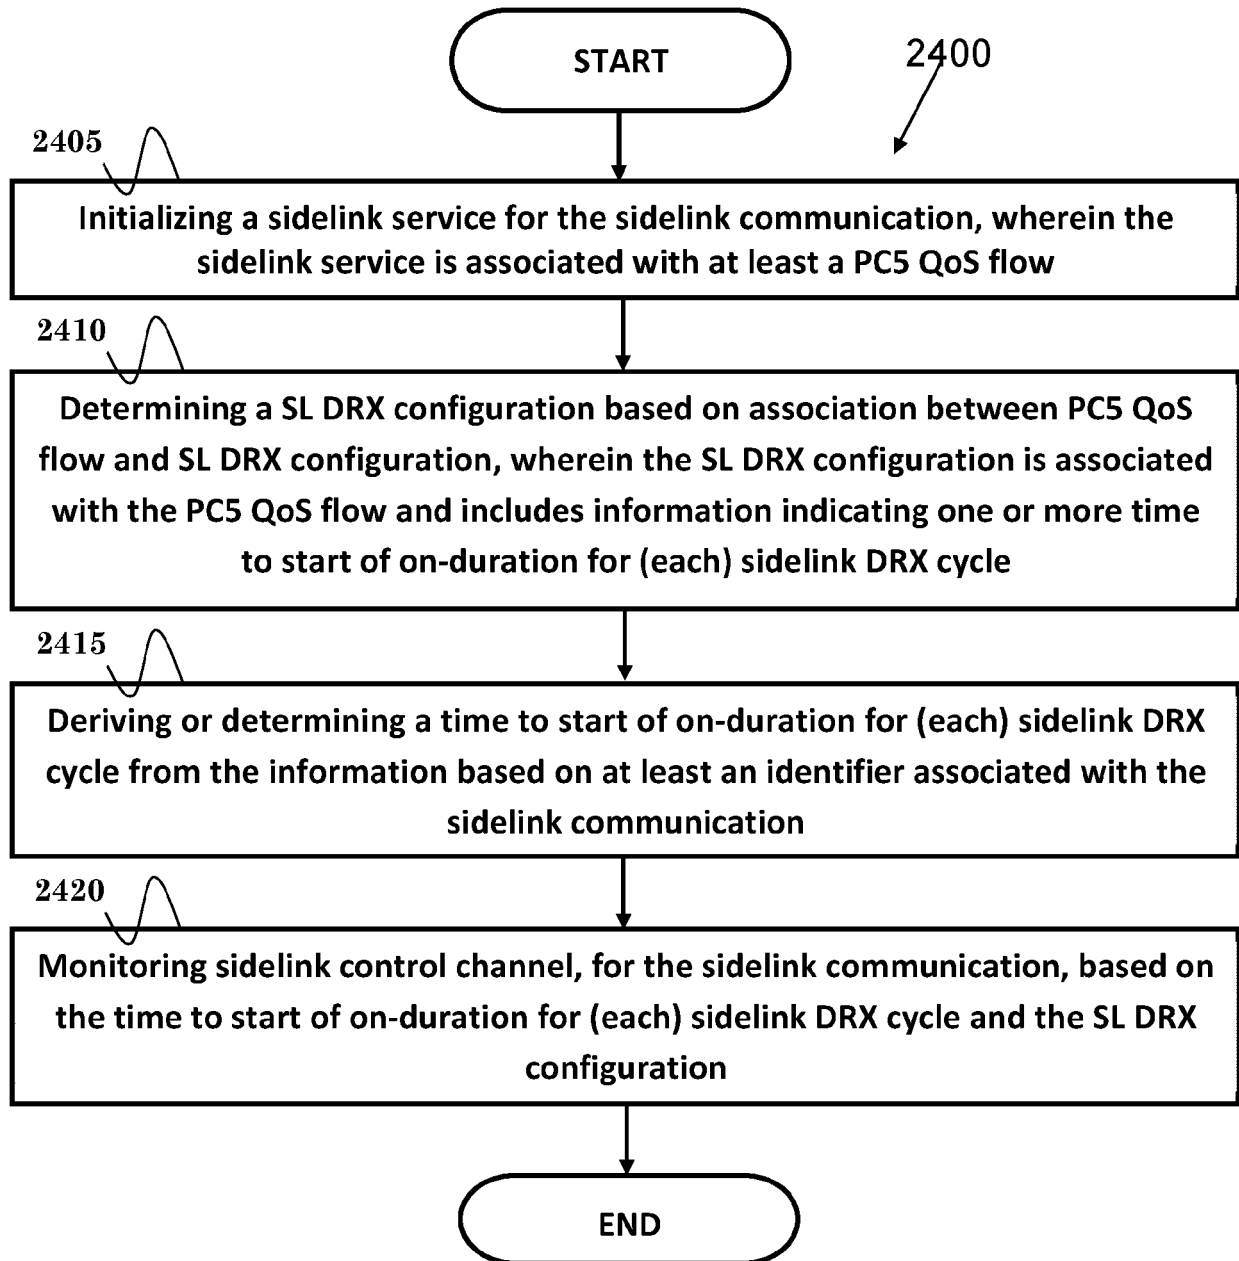 START
2400
2405
Initializing a sidelink service for the sidelink communication, wherein the
sidelink service is associated with at least a PC5 QoS flow
2410
Determining a SL DRX configuration based on association between PC5 QoS
flow and SL DRX configuration, wherein the SL DRX configuration is associated
with the PC5 QoS flow and includes information indicating one or more time
to start of on-duration for (each) sidelink DRX cycle
2415
Deriving or determining a time to start of on-duration for (each) sidelink DRX
cycle from the information based on at least an identifier associated with the
sidelink communication
2420
Monitoring sidelink control channel, for the sidelink communication, based on
the time to start of on-duration for (each) sidelink DRX cycle and the SL DRX
configuration
END